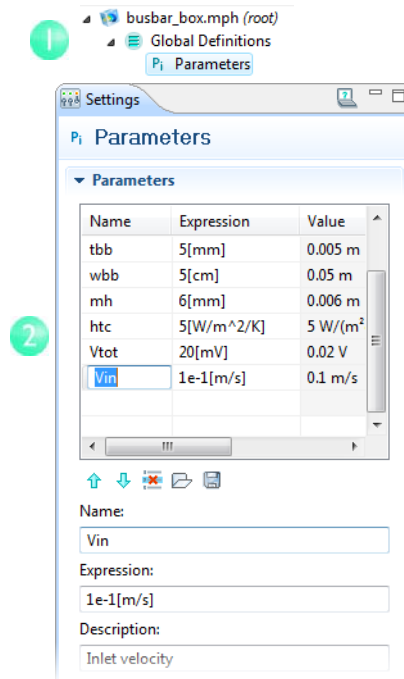 busbar_box.mph (root)
1
Global Definitions
Pi Parameters
Settings
Pi Parameters
Parameters
Name Expression Value
tbb 5[mm] 0.005 m
wbb 5[cm] 0.05 m
mh 6[mm] 0.006 m
htc 5[W/m^2/K] 5 W/(m²
2
Vtot 20[mV] 0.02 V
Vin 1e-1[m/s] 0.1 m/s
Name:
Vin
Expression:
1e-1[m/s]
Description:
Inlet velocity